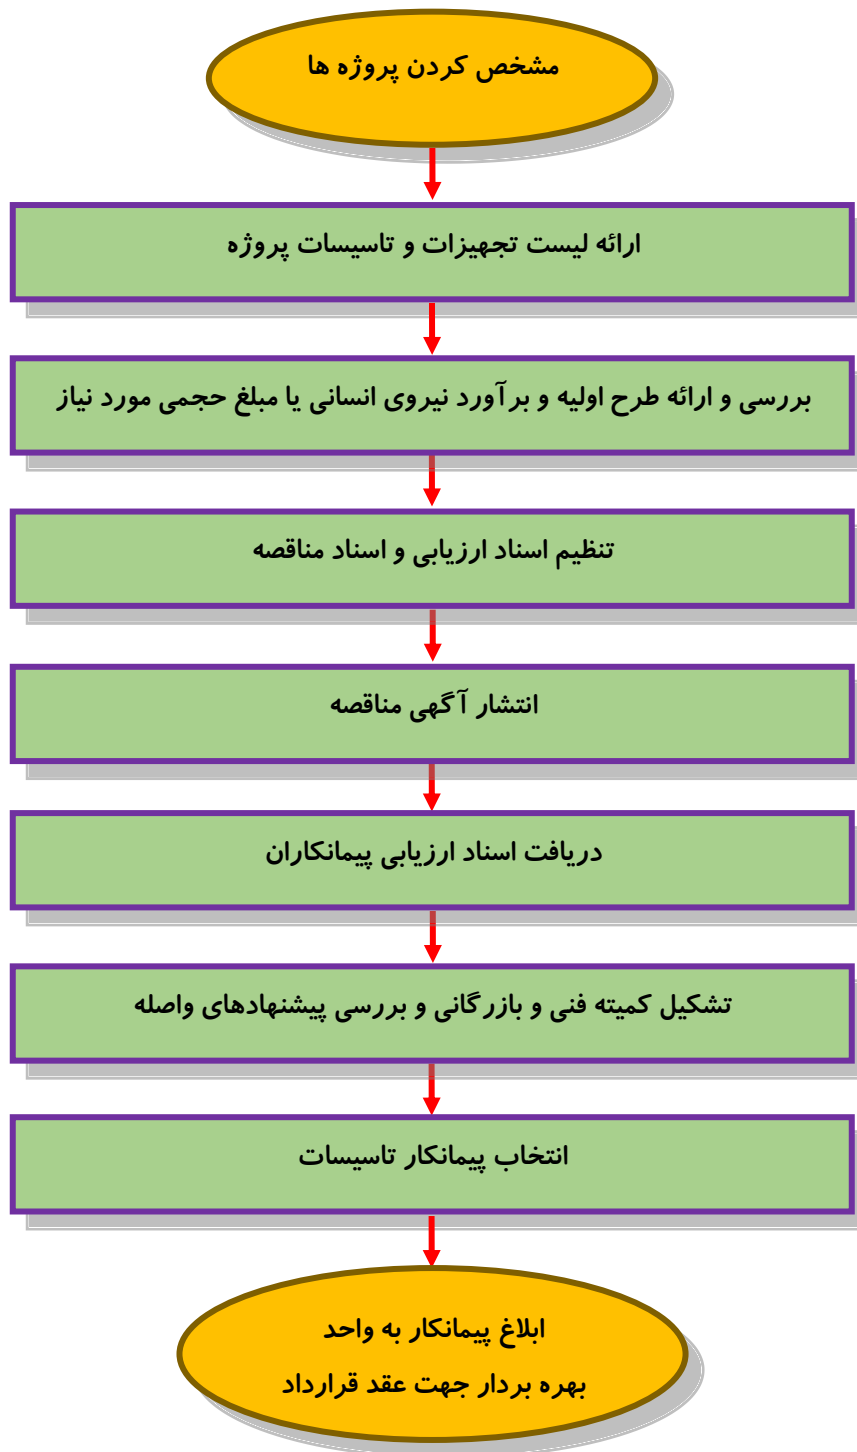 مشخص کردن پروژه ها
ارائه لیست تجهیزات و تاسیسات پروژه
بررسی و ارائه طرح اولیه و برآورد نیروی انسانی یا مبلغ حجمی مورد نیاز
تنظیم اسناد ارزیابی و اسناد مناقصه
انتشار آگهی مناقصه
دریافت اسناد ارزیابی پیمانکاران
تشکیل کمیته فنی و بازرگانی و بررسی پیشنهادهای واصله
انتخاب پیمانکار تاسیسات
ابلاغ پیمانکار به واحد
بهره بردار جهت عقد قرارداد